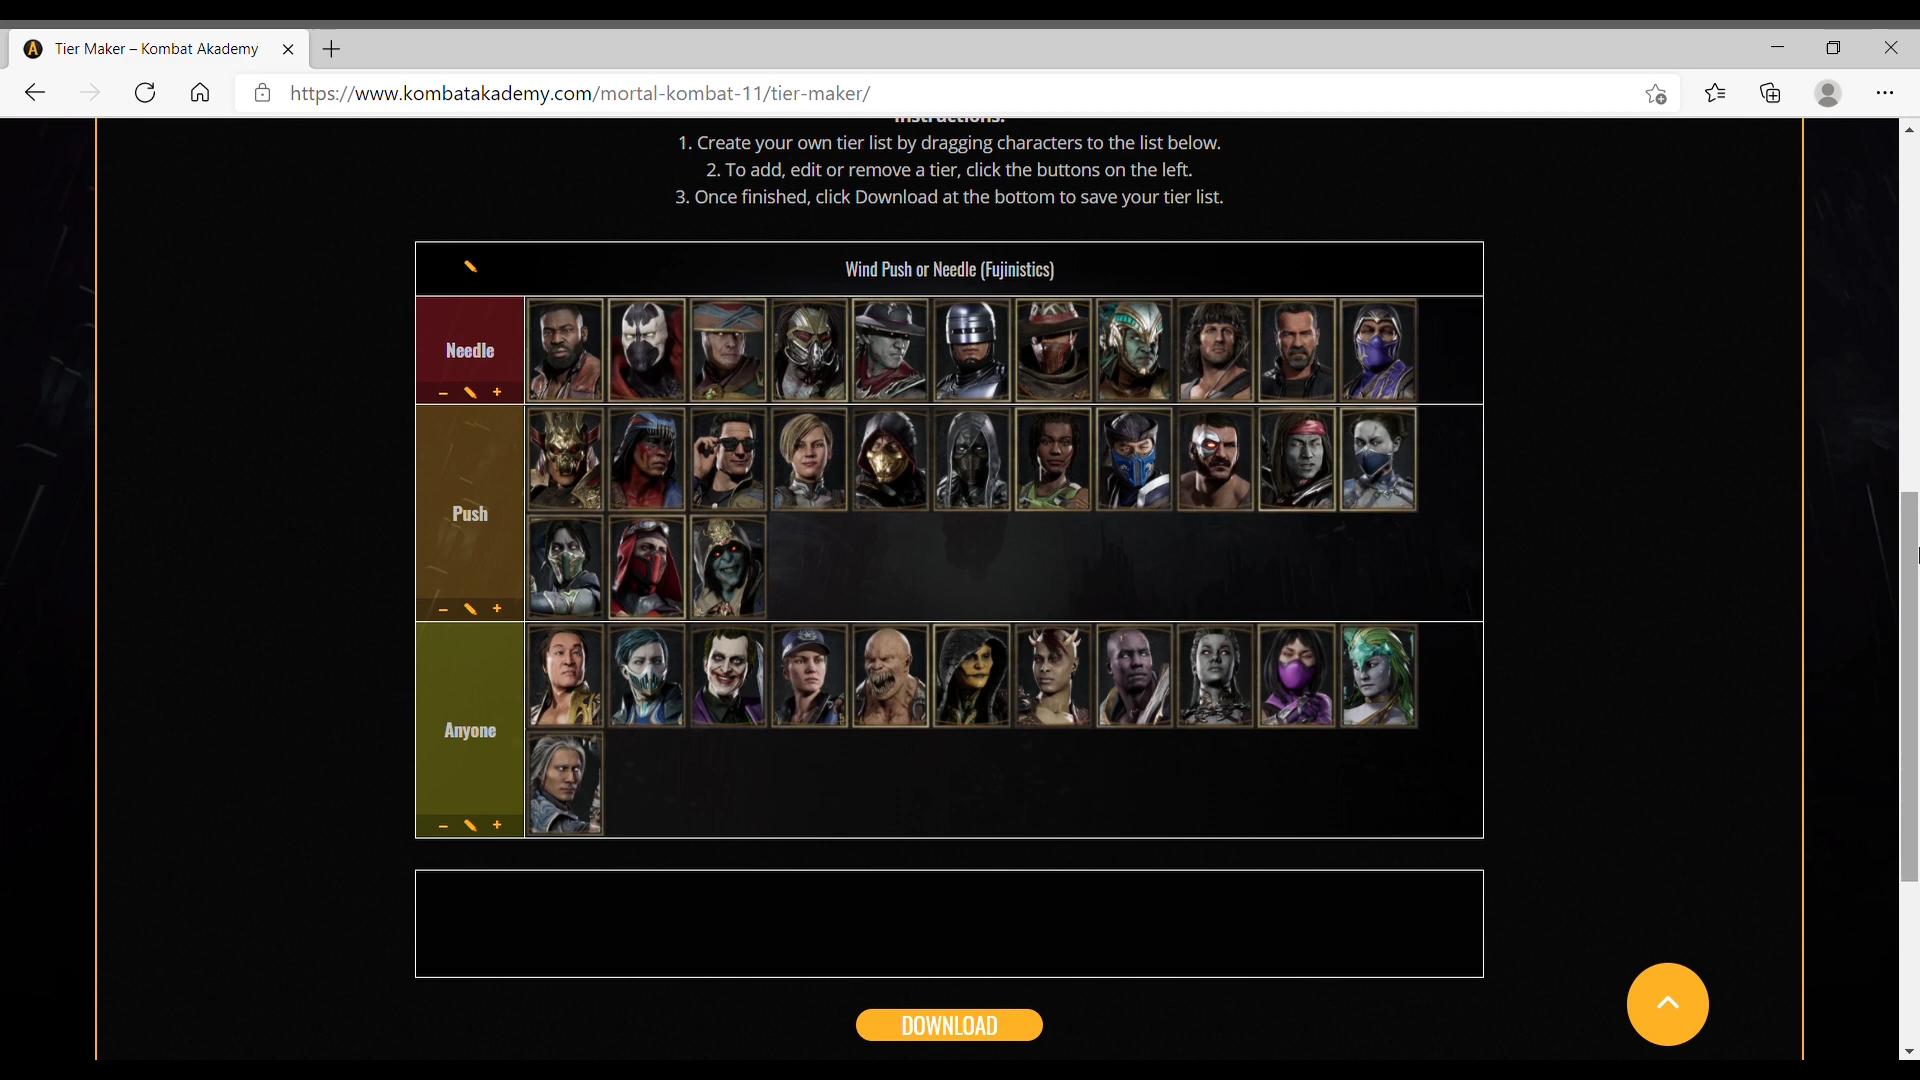 Tier Maker – Kombat Akademy
https://www.kombatakademy.com/mortal-kombat-11/tier-maker/
Instructions:
1. Create your own tier list by dragging characters to the list below.
2. To add, edit or remove a tier, click the buttons on the left.
3. Once finished, click Download at the bottom to save your tier list.
Wind Push or Needle (Fujinistics)
Needle
Push
Anyone
DOWNLOAD